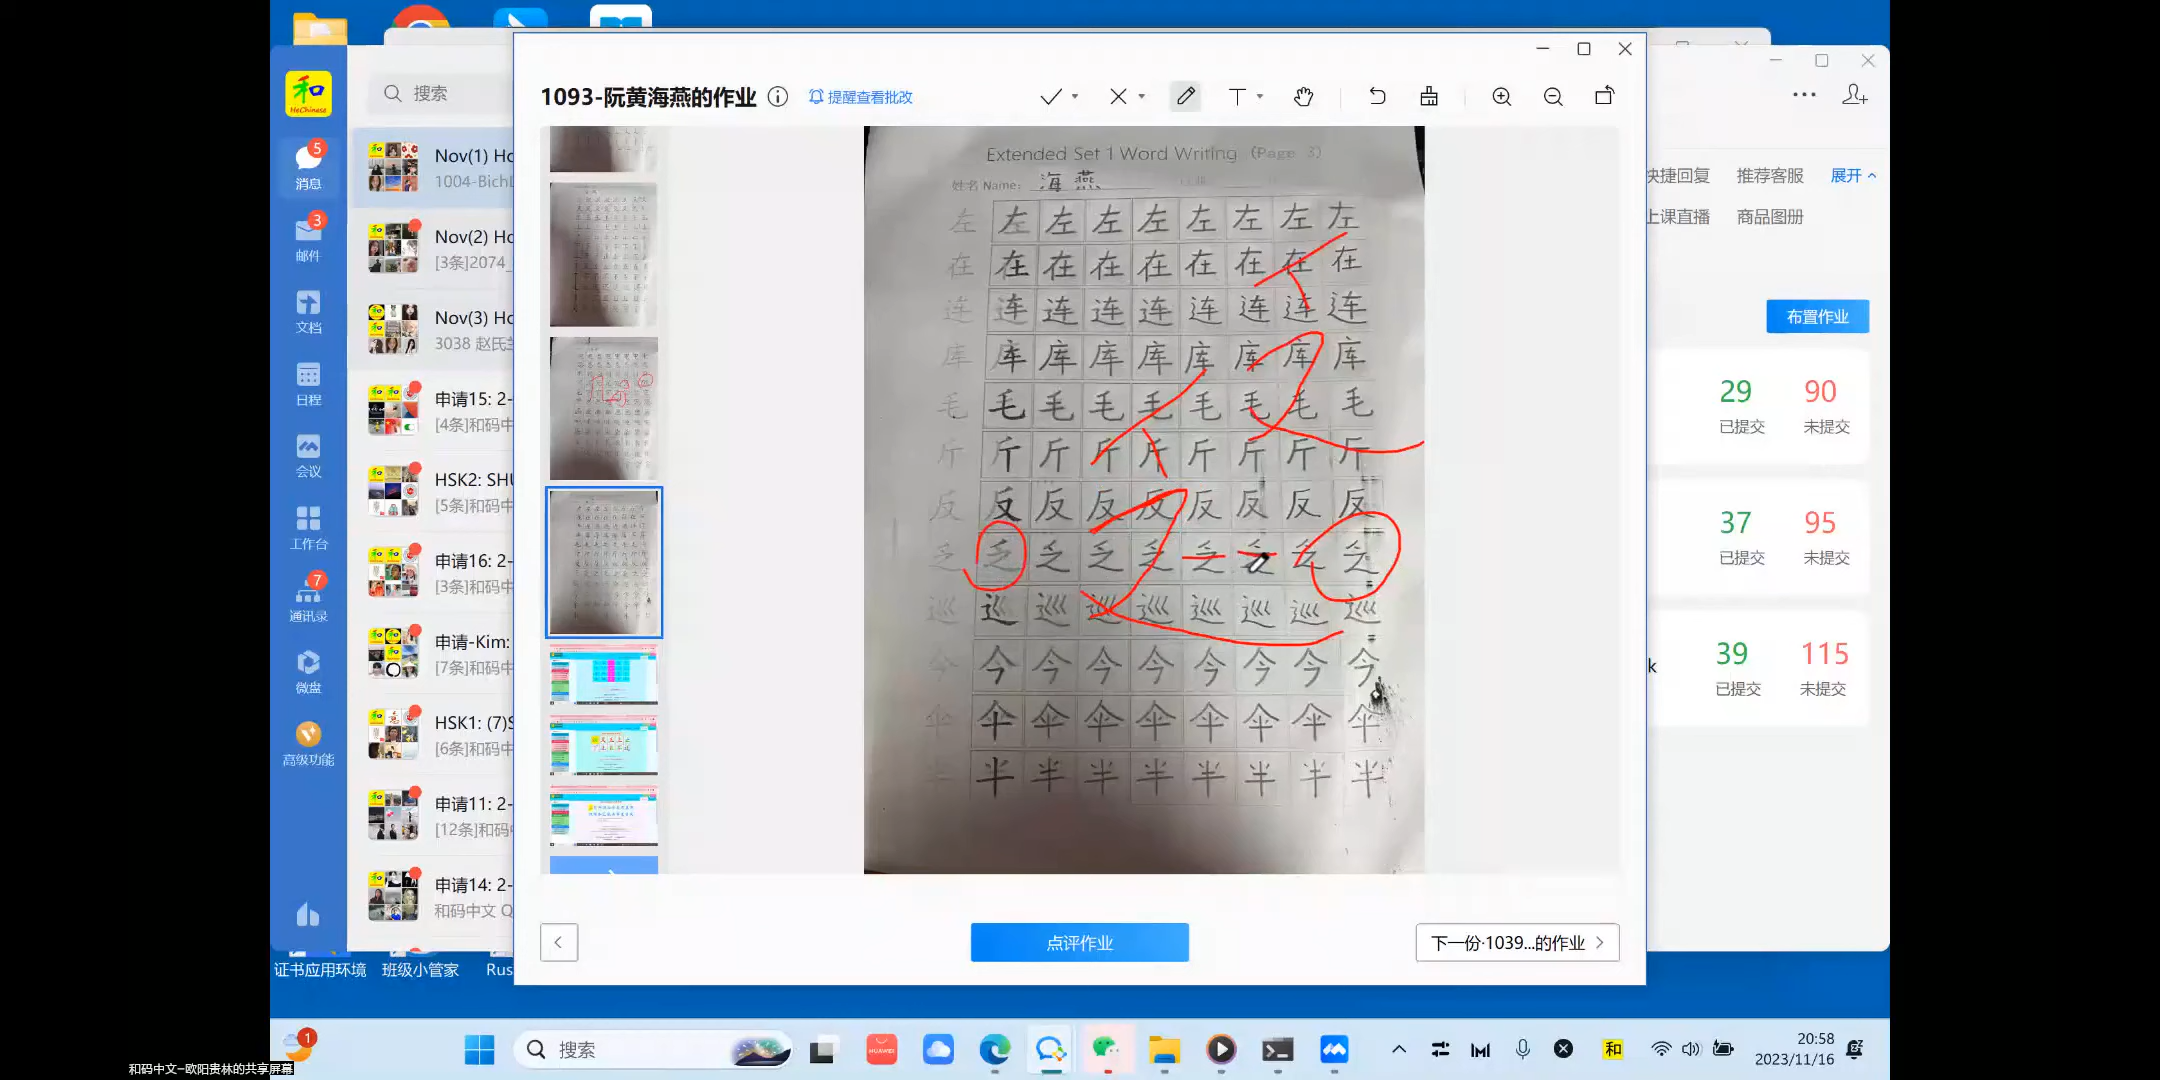 1093-阮黄海燕的作业
提醒查看批改
和
HeChinese
搜索
5
消息
3
邮件
文档
日程
会议
工作台
7
通讯录
微盘
高级功能
Nov(1) Hc
1004-BichL
Nov(2) Hc
[3条]2074_
Nov(3) Hc
3038 赵氏
申请15: 2-
[4条]和码中
HSK2: SHU
[5条]和码中
申请16: 2-
[3条]和码中
申请-Kim:
[7条]和码中
HSK1: (7)S
[6条]和码中
申请11: 2-
[12条]和码中
申请14: 2-
和码中文 Q
Extended Set 1 Word Writing (Page 3)
姓名 Name: 海燕
左 左 左 左 左 左 左 左 左
在 在 在 在 在 在 在 在 在
连 连 连 连 连 连 连 连 连
库 库 库 库 库 库 库 库 库
毛 毛 毛 毛 毛 毛 毛 毛 毛
斤 斤 斤 斤 斤 斤 斤 斤 斤
反 反 反 反 反 反 反 反 反
乏 乏 乏 乏 乏 乏 乏 乏 乏
巡 巡 巡 巡 巡 巡 巡 巡 巡
今 今 今 今 今 今 今 今 今
伞 伞 伞 伞 伞 伞 伞 伞 伞
半 半 半 半 半 半 半 半 半
快捷回复 推荐客服 展开
上课直播 商品图册
布置作业
29 90
已提交 未提交
37 95
已提交 未提交
k
39 115
已提交 未提交
点评作业
下一份·1039...的作业
证书应用环境 班级小管家 Rus
1
搜索
HUAWEI
和
20:58
2023/11/16
和码中文-欧阳贵林的共享屏幕